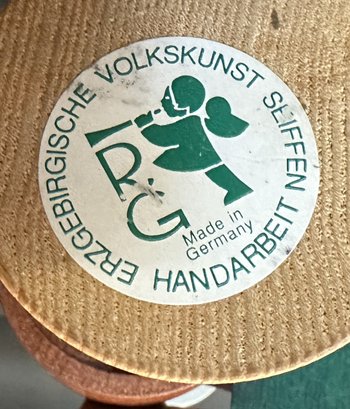 ERZGEBIRGISCHE VOLKSKUNST SEIFFEN
HANDARBEIT
RG
Made in
Germany